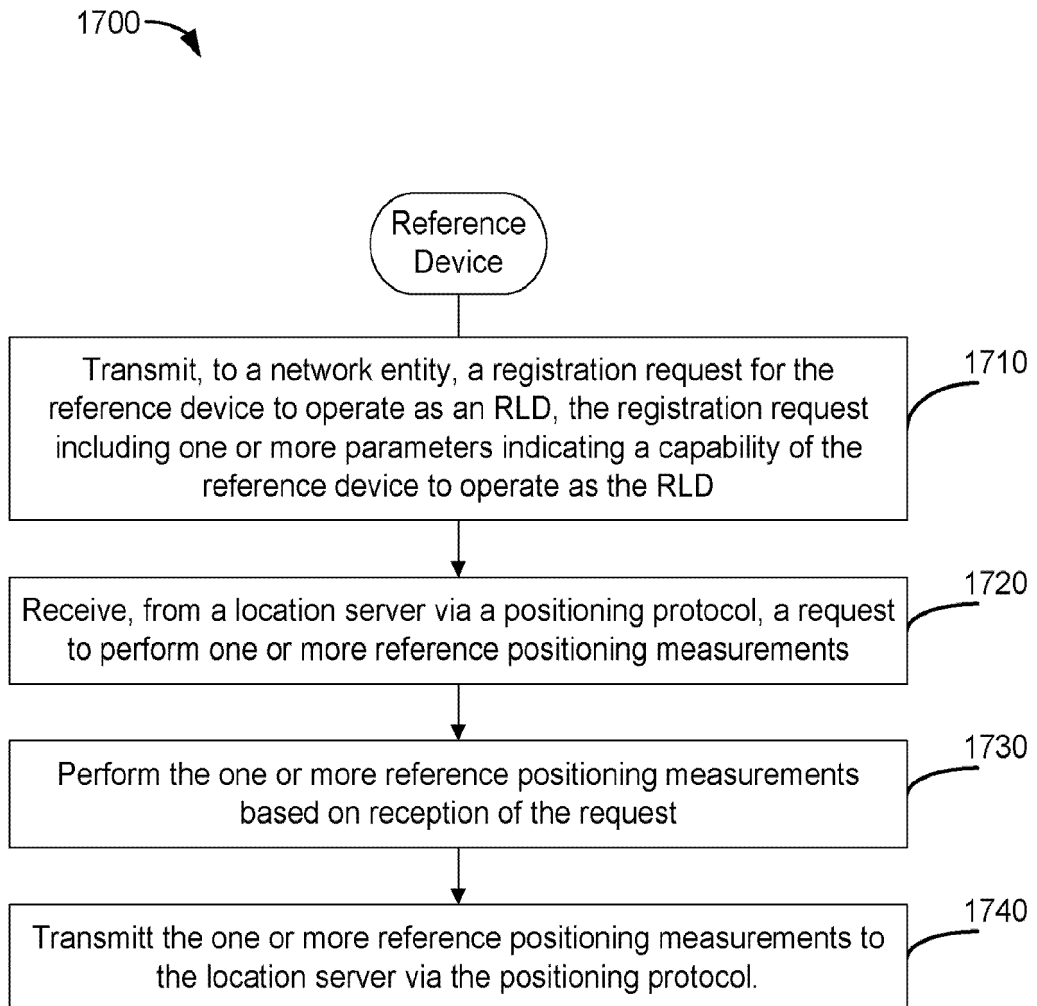 1700
Reference
Device
Transmit, to a network entity, a registration request for the
reference device to operate as an RLD, the registration request
including one or more parameters indicating a capability of the
reference device to operate as the RLD
1710
Receive, from a location server via a positioning protocol, a request
to perform one or more reference positioning measurements
1720
Perform the one or more reference positioning measurements
based on reception of the request
1730
Transmitt the one or more reference positioning measurements to
the location server via the positioning protocol.
1740